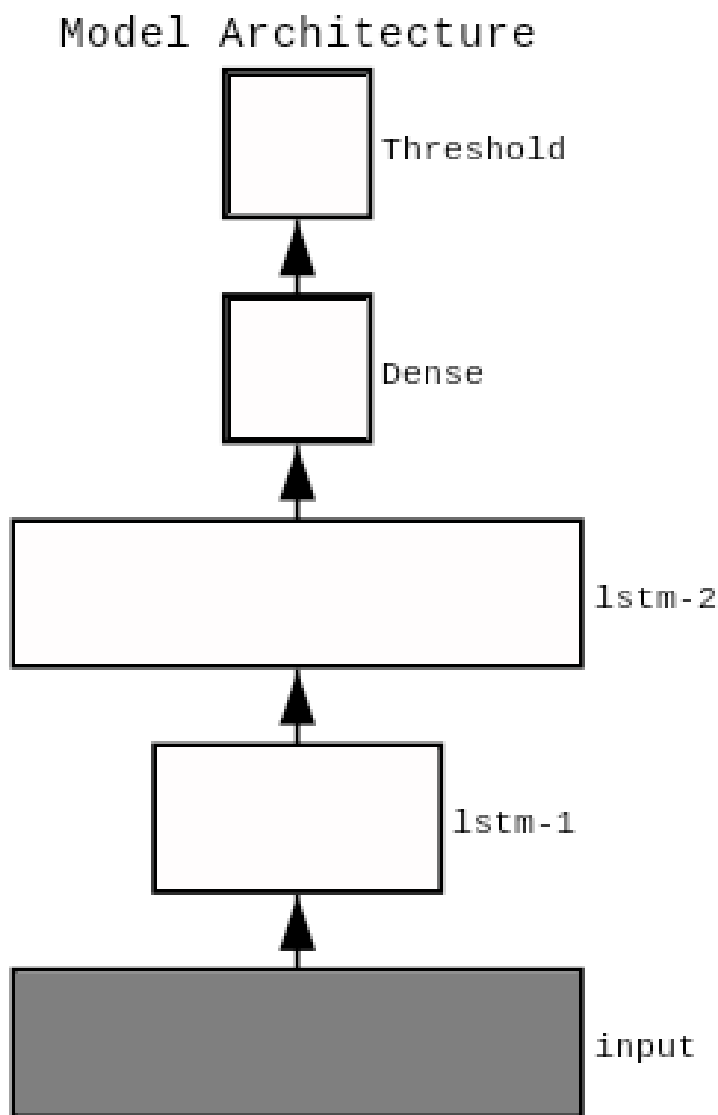 Model Architecture
Threshold
Dense
lstm-2
lstm-1
input